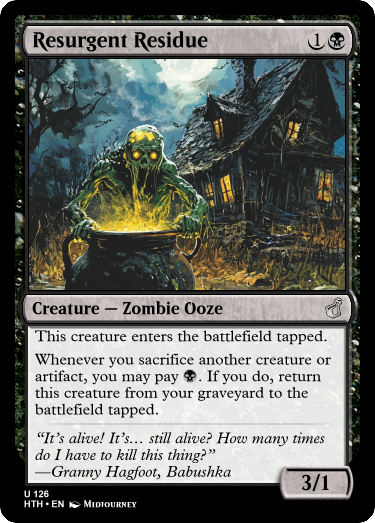 Resurgent Residue 1
Creature — Zombie Ooze
This creature enters the battlefield tapped.
Whenever you sacrifice another creature or
artifact, you may pay . If you do, return
this creature from your graveyard to the
battlefield tapped.
“It’s alive! It’s… still alive? How many times
do I have to kill this thing?”
—Granny Hagfoot, Babushka
3/1
U 126
HTH • EN Midjourney